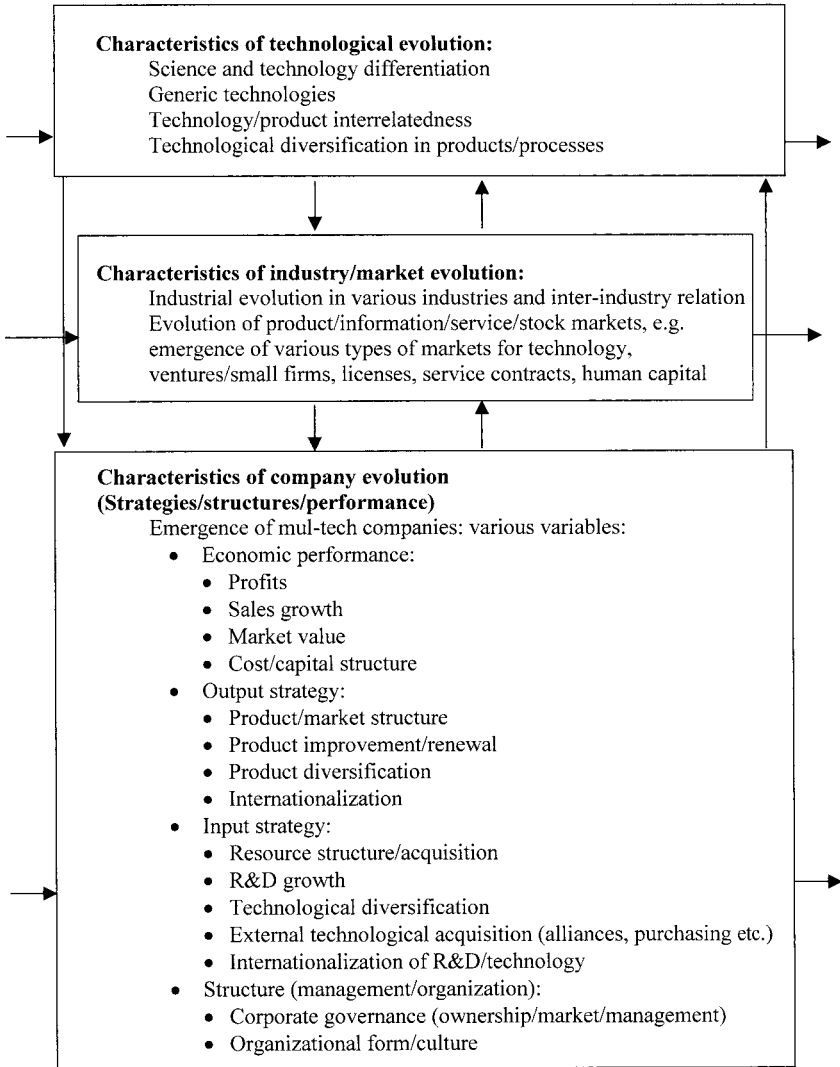 Characteristics of technological evolution:
Science and technology differentiation
Generic technologies
Technology/product interrelatedness
Technological diversification in products/processes
Characteristics of industry/market evolution:
Industrial evolution in various industries and inter-industry relation
Evolution of product/information/service/stock markets, e.g.
emergence of various types of markets for technology,
ventures/small firms, licenses, service contracts, human capital
Characteristics of company evolution
(Strategies/structures/performance)
Emergence of mul-tech companies: various variables:
• Economic performance:
• Profits
• Sales growth
• Market value
• Cost/capital structure
• Output strategy:
• Product/market structure
• Product improvement/renewal
• Product diversification
• Internationalization
• Input strategy:
• Resource structure/acquisition
• R&D growth
• Technological diversification
• External technological acquisition (alliances, purchasing etc.)
• Internationalization of R&D/technology
• Structure (management/organization):
• Corporate governance (ownership/market/management)
• Organizational form/culture